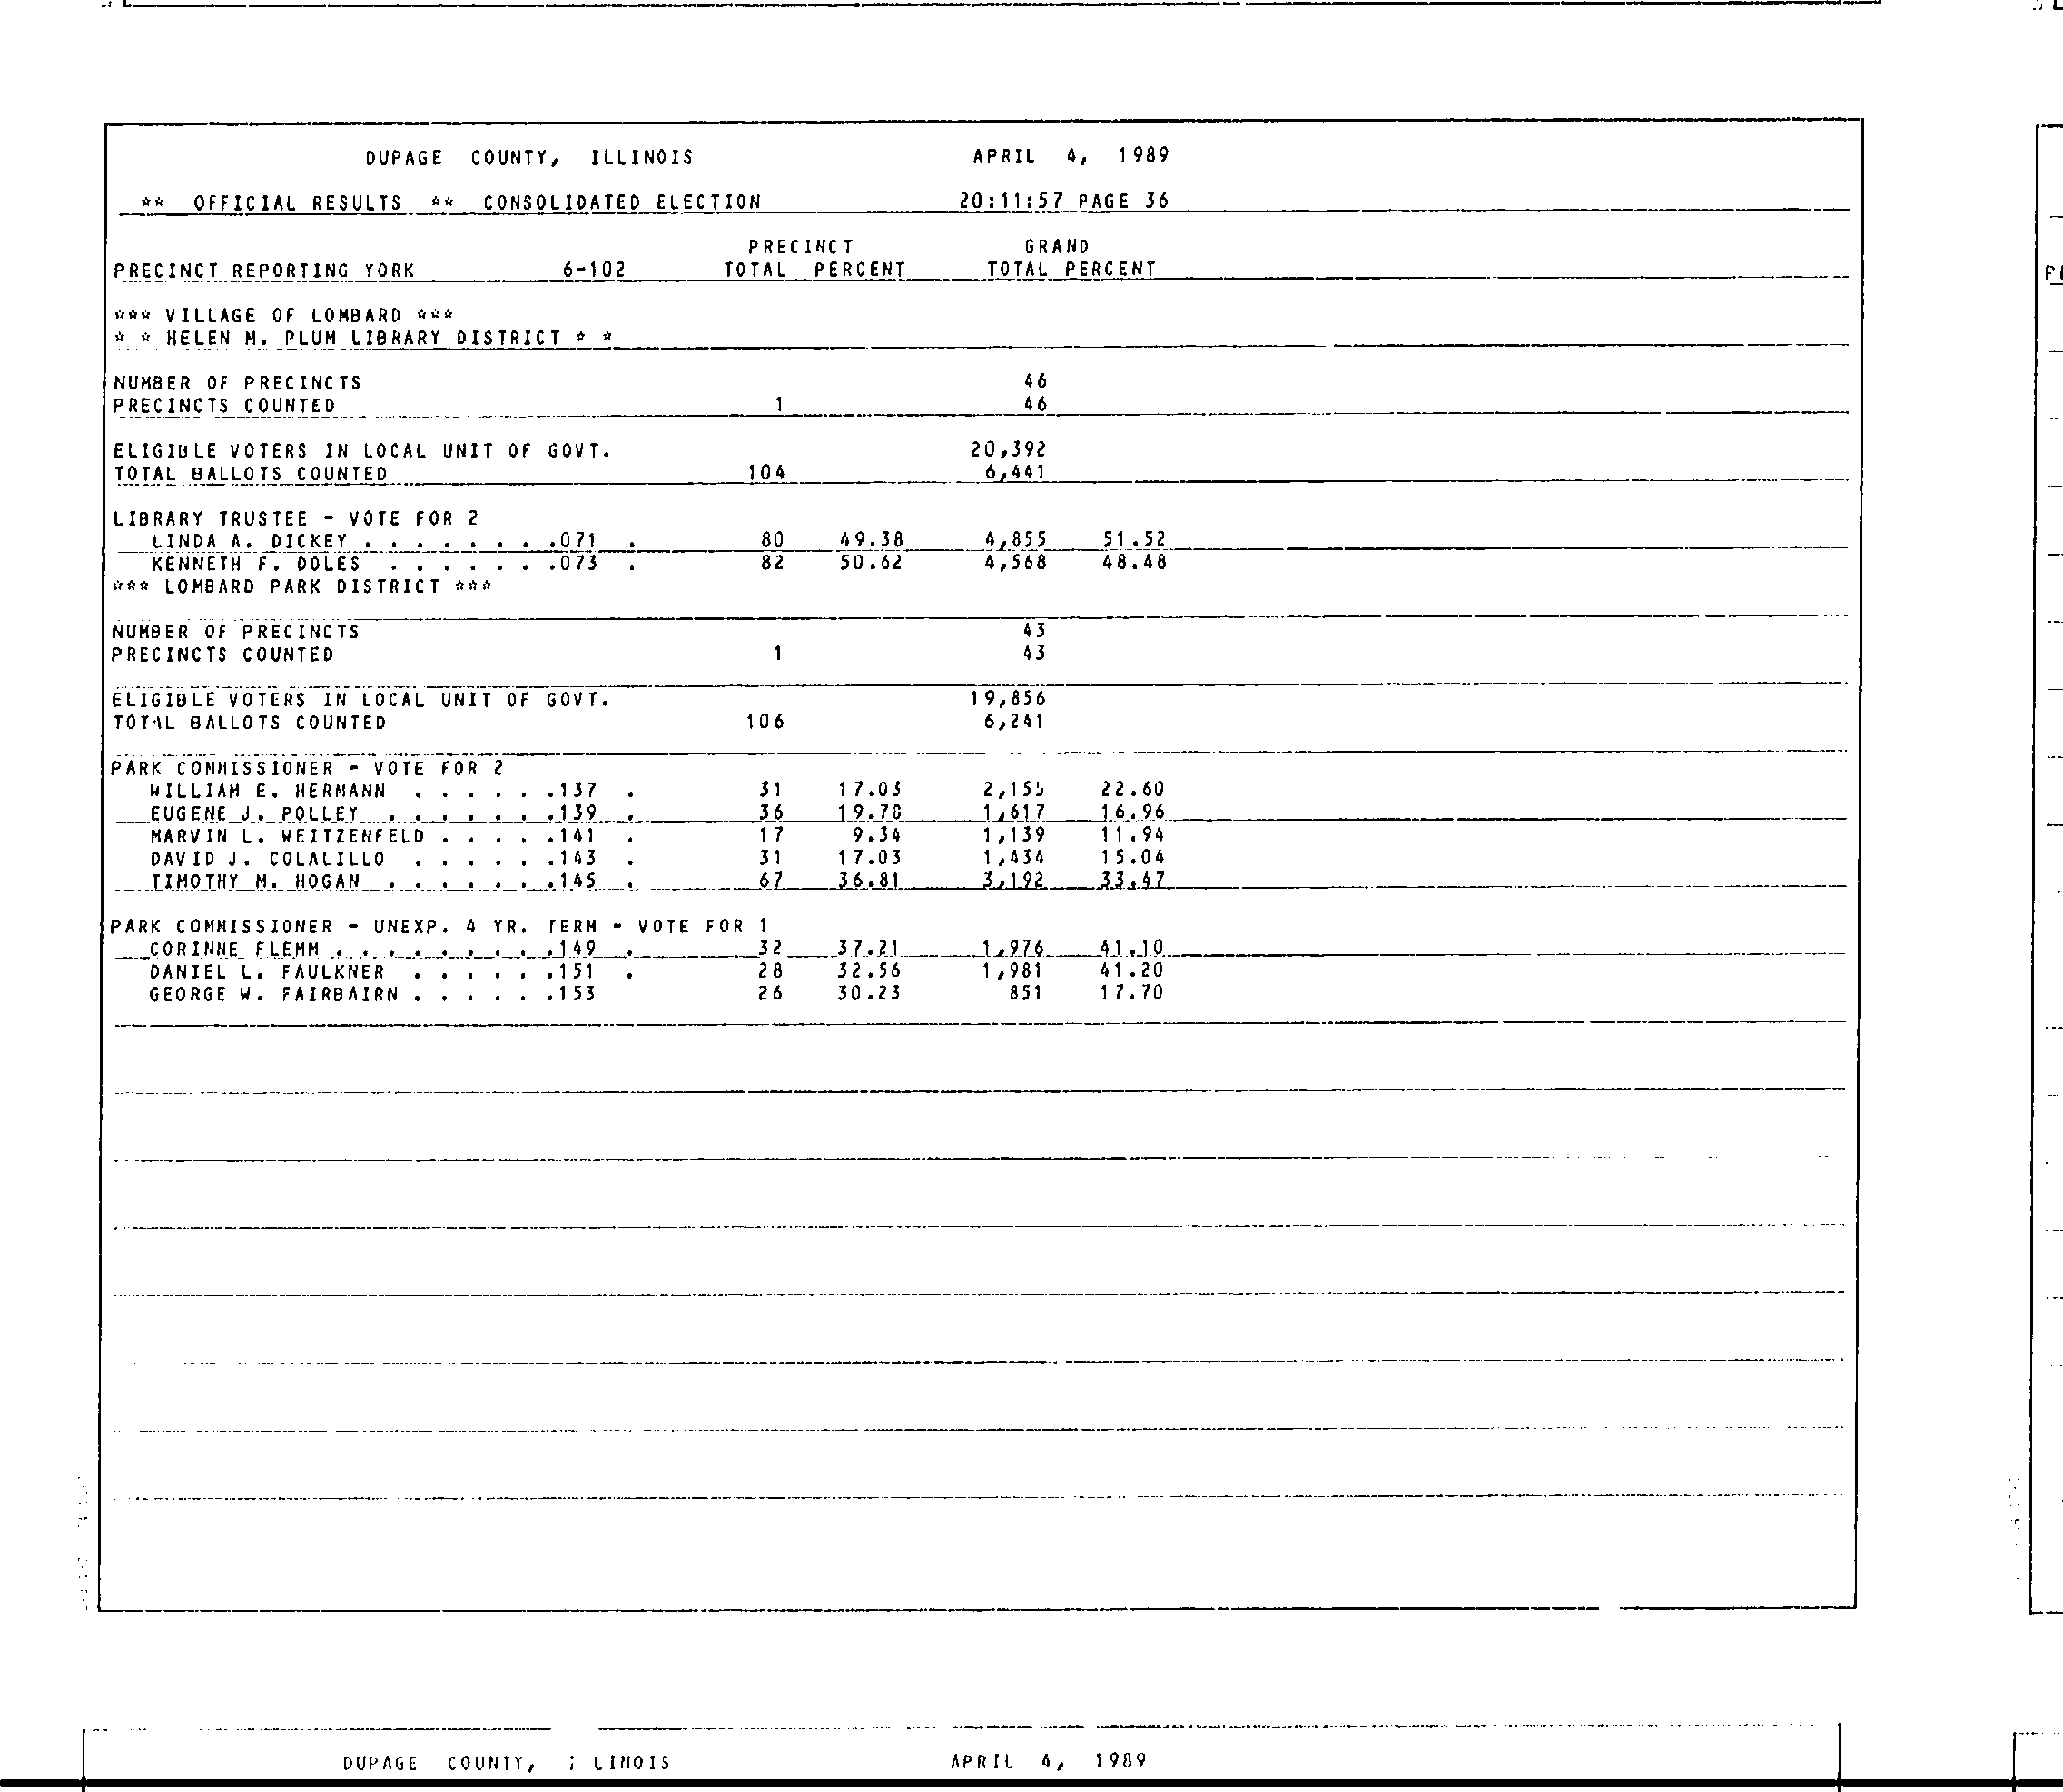 DUPAGE COUNTY, ILLINOIS APRIL 4, 1989
** OFFICIAL RESULTS ** CONSOLIDATED ELECTION 20:11:57 PAGE 36
PRECINCT GRAND
PRECINCT REPORTING YORK 6-102 TOTAL PERCENT TOTAL PERCENT
*** VILLAGE OF LOMBARD ***
* * HELEN M. PLUM LIBRARY DISTRICT * *
NUMBER OF PRECINCTS 46
PRECINCTS COUNTED 1 46
ELIGIBLE VOTERS IN LOCAL UNIT OF GOVT. 20,392
TOTAL BALLOTS COUNTED 104 6,441
LIBRARY TRUSTEE - VOTE FOR 2
LINDA A. DICKEY . . . . . . . .071 . 80 49.38 4,855 51.52
KENNETH F. DOLES . . . . . . .073 . 82 50.62 4,568 48.48
*** LOMBARD PARK DISTRICT ***
NUMBER OF PRECINCTS 43
PRECINCTS COUNTED 1 43
ELIGIBLE VOTERS IN LOCAL UNIT OF GOVT. 19,856
TOTAL BALLOTS COUNTED 106 6,241
PARK COMMISSIONER - VOTE FOR 2
WILLIAM E. HERMANN . . . . . .137 . 31 17.03 2,155 22.60
EUGENE J. POLLEY . . . . . . .139 . 36 19.78 1,617 16.96
MARVIN L. WEITZENFELD . . . . .141 . 17 9.34 1,139 11.94
DAVID J. COLALILLO . . . . . .143 . 31 17.03 1,434 15.04
TIMOTHY M. HOGAN . . . . . . .145 . 67 36.81 3,192 33.47
PARK COMMISSIONER - UNEXP. 4 YR. TERM - VOTE FOR 1
CORINNE FLEMM . . . . . . . . .149 . 32 37.21 1,976 41.10
DANIEL L. FAULKNER . . . . . .151 . 28 32.56 1,981 41.20
GEORGE W. FAIRBAIRN . . . . . .153 26 30.23 851 17.70
DUPAGE COUNTY, LINOIS APRIL 4, 1989